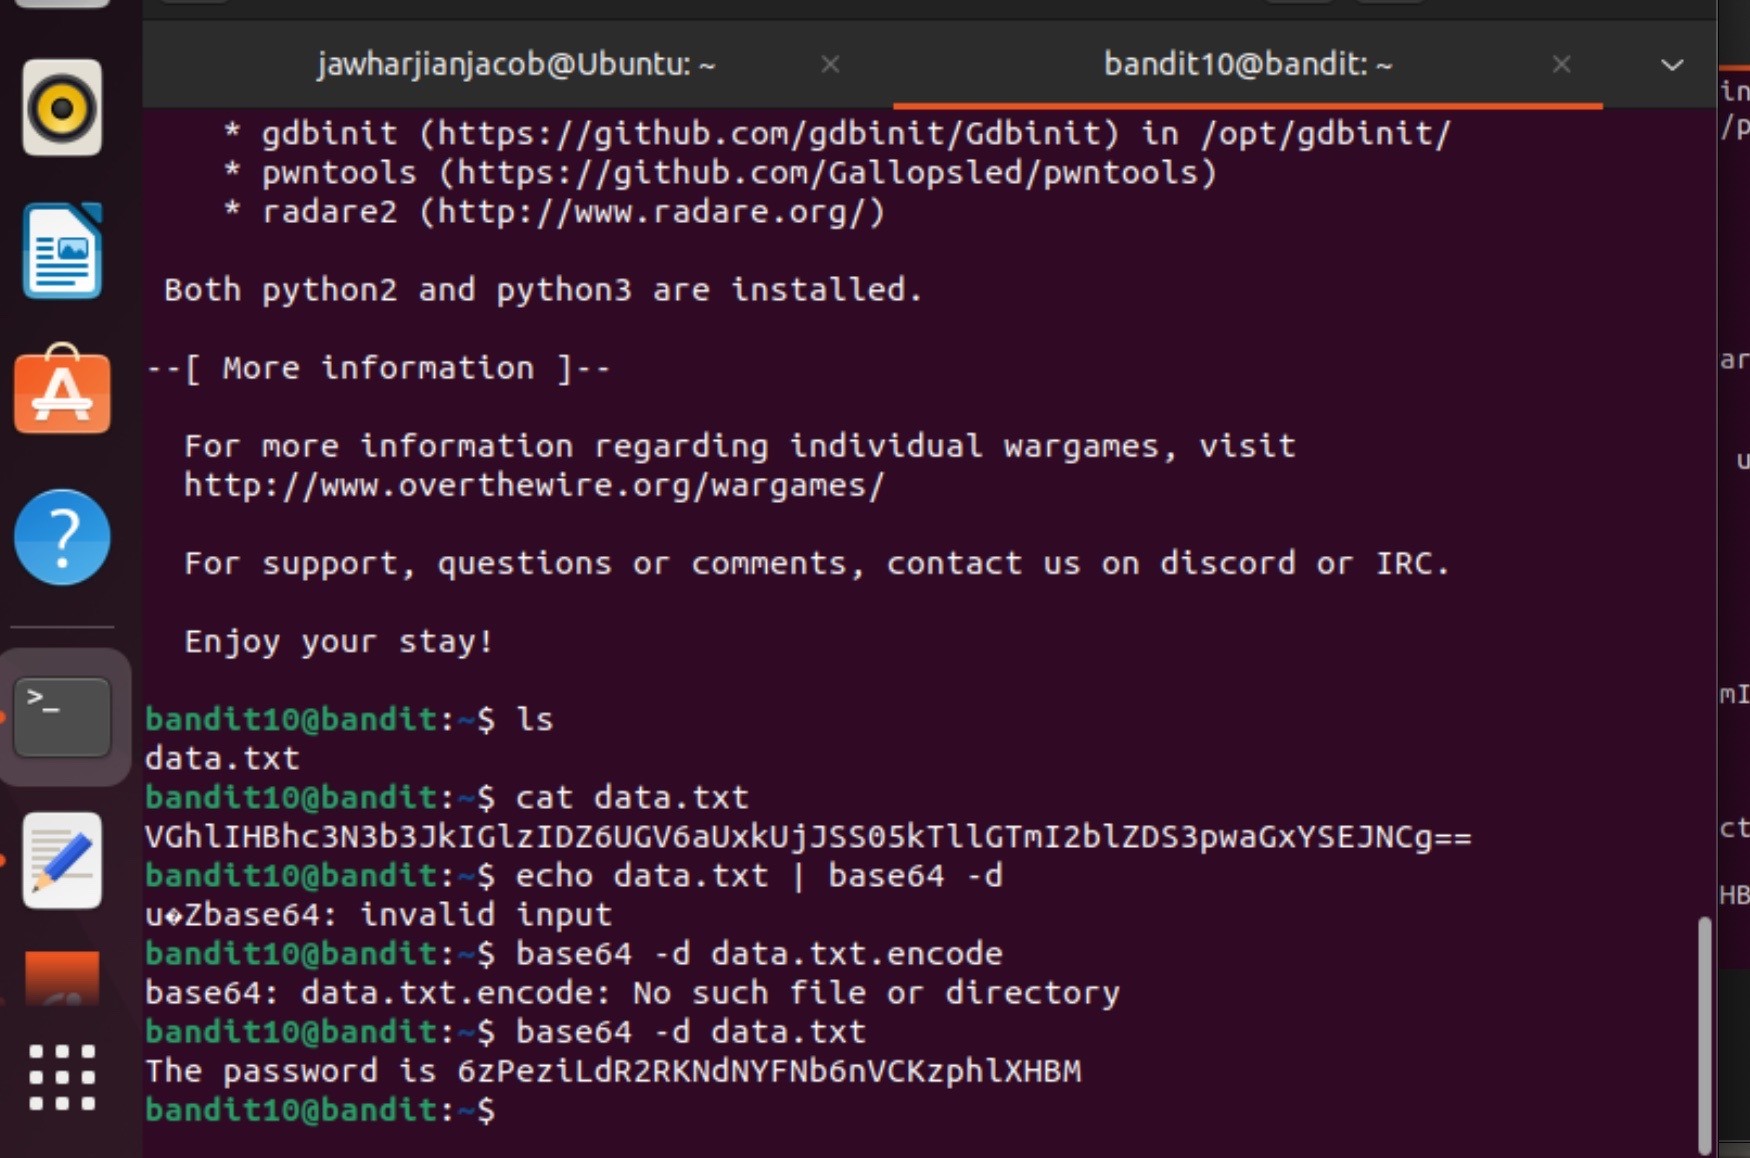 jawharjianjacob@Ubuntu: ~
bandit10@bandit: ~
* gdbinit (https://github.com/gdbinit/Gdbinit) in /opt/gdbinit/
* pwntools (https://github.com/Gallopsled/pwntools)
* radare2 (http://www.radare.org/)
Both python2 and python3 are installed.
--[ More information ]--
For more information regarding individual wargames, visit
http://www.overthewire.org/wargames/
For support, questions or comments, contact us on discord or IRC.
Enjoy your stay!
bandit10@bandit:~$ ls
data.txt
bandit10@bandit:~$ cat data.txt
VGhlIHBhc3N3b3JkIGlzIDZ6UGV6aUxkUjJSS05kTllGTmI2blZDS3pwaGxYSEJNCg==
bandit10@bandit:~$ echo data.txt | base64 -d
u�Zbase64: invalid input
bandit10@bandit:~$ base64 -d data.txt.encode
base64: data.txt.encode: No such file or directory
bandit10@bandit:~$ base64 -d data.txt
The password is 6zPeziLdR2RKNdNYFNb6nVCKzphlXHBM
bandit10@bandit:~$
in
/p
ar
u
mI
ct
HB